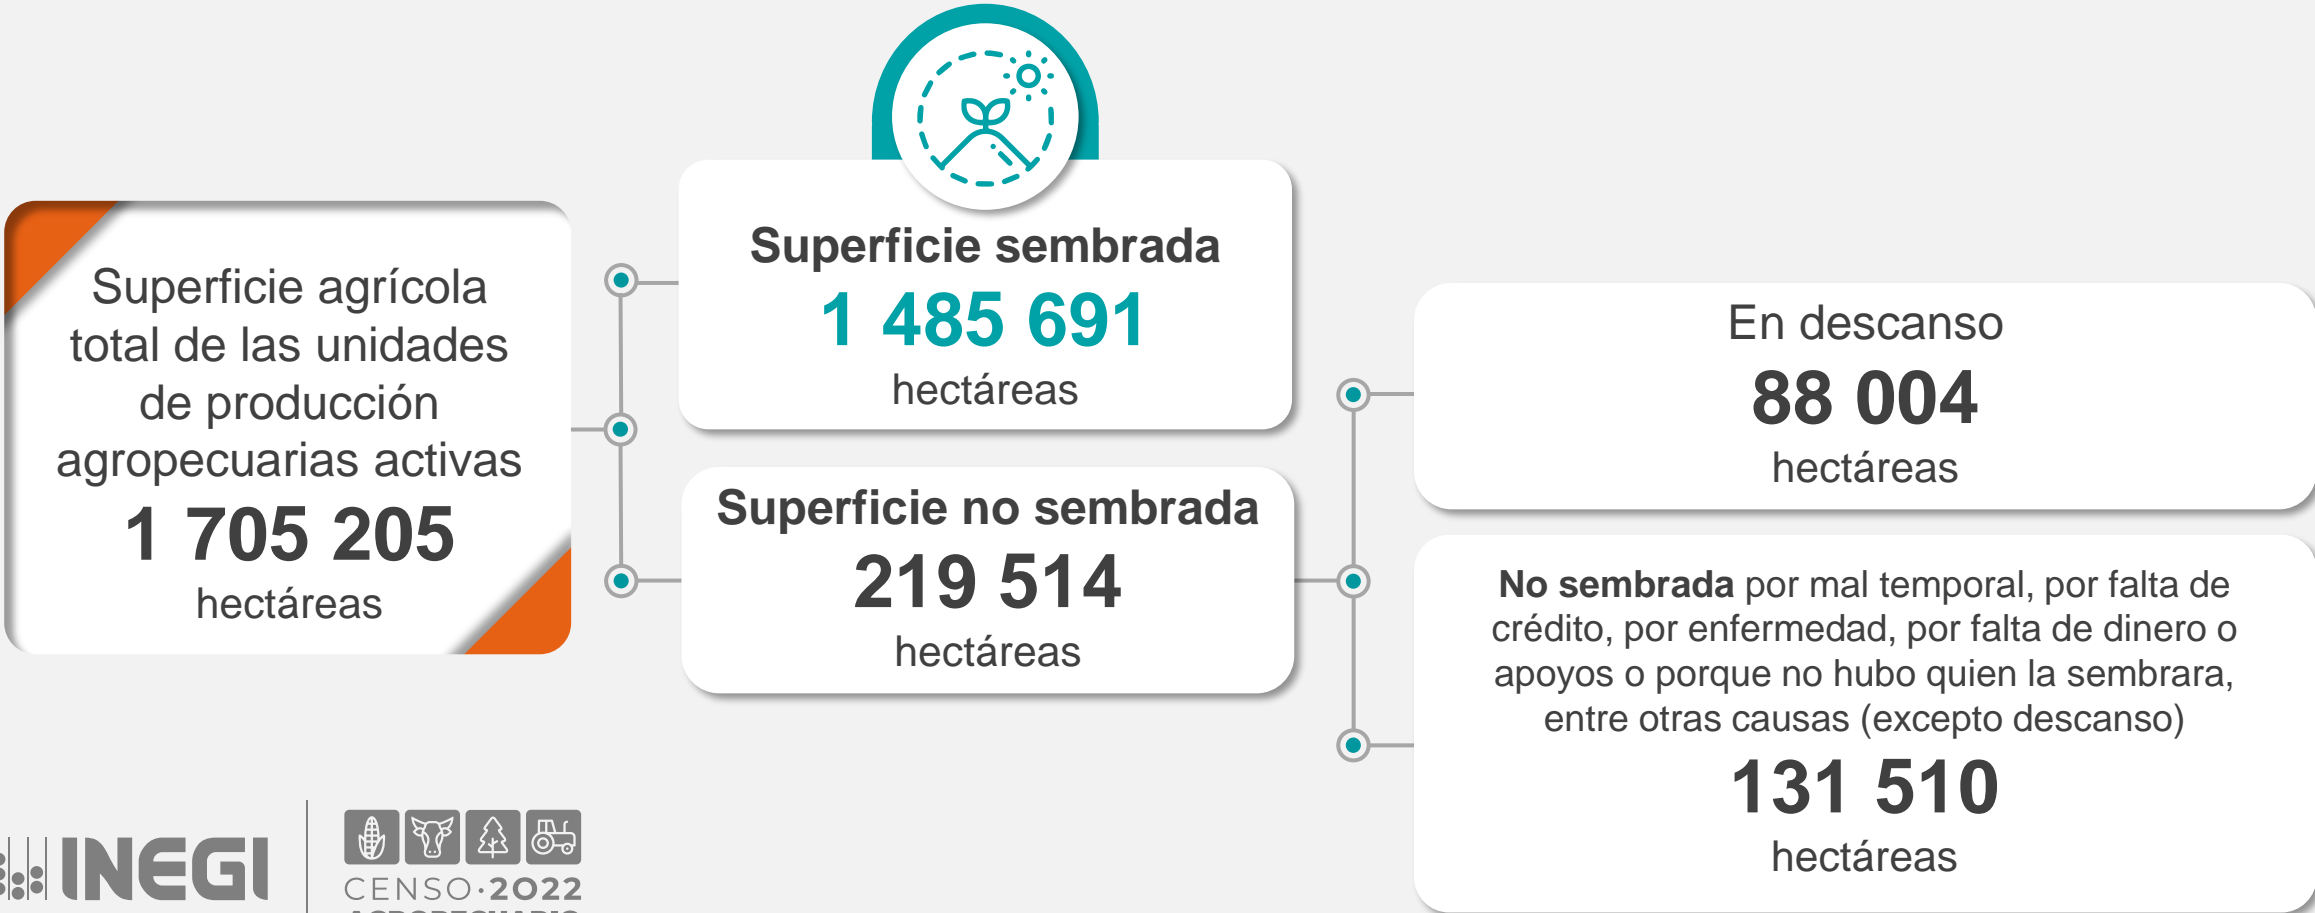 Superficie agrícola
total de las unidades
de producción
agropecuarias activas
1 705 205
hectáreas
Superficie sembrada
1 485 691
hectáreas
Superficie no sembrada
219 514
hectáreas
En descanso
88 004
hectáreas
No sembrada por mal temporal, por falta de
crédito, por enfermedad, por falta de dinero o
apoyos o porque no hubo quien la sembrara,
entre otras causas (excepto descanso)
131 510
hectáreas
INEGI
CENSO·2022
AGROPECUARIO